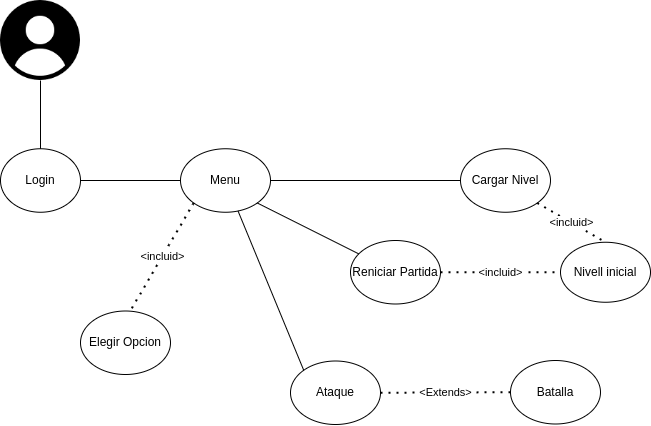 Login
Menu
Cargar Nivel
<incluid>
<incluid>
Reniciar Partida
<incluid>
Nivell inicial
Elegir Opcion
Ataque
<Extends>
Batalla